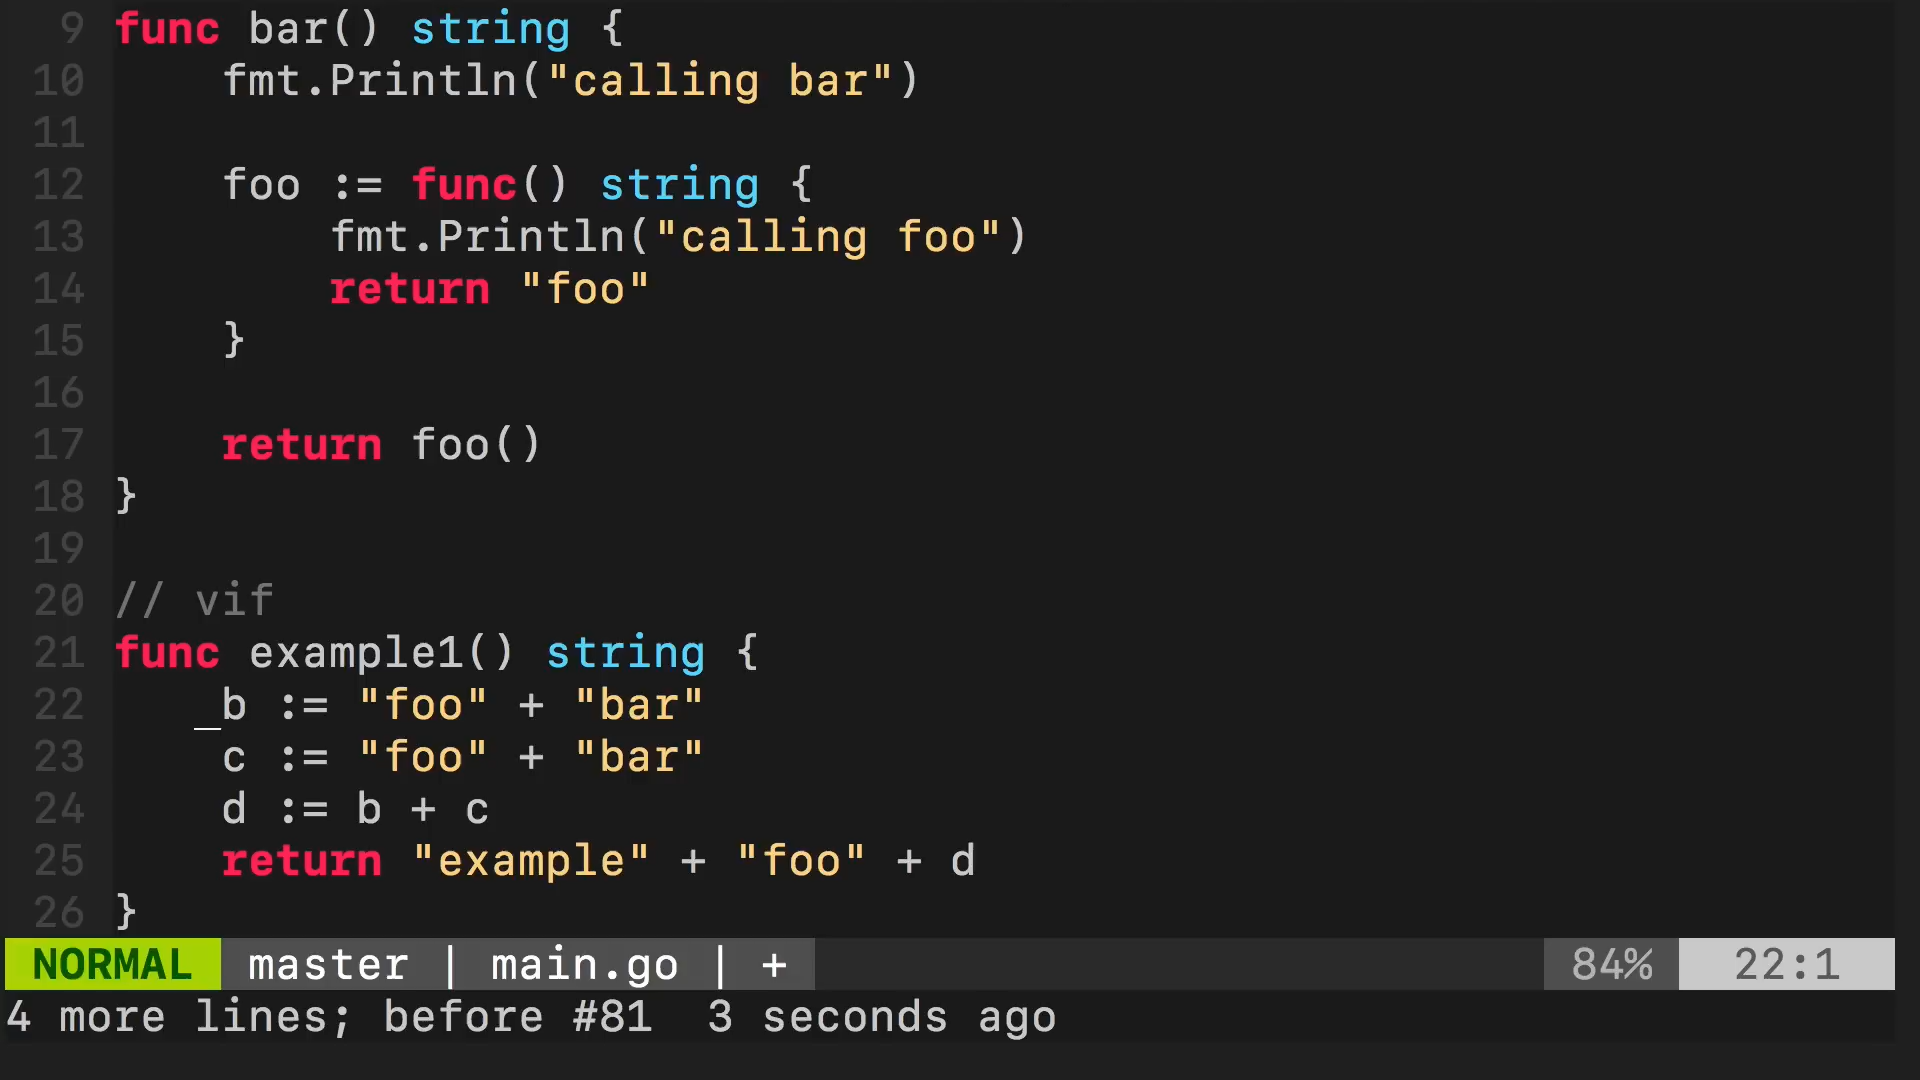 9 func bar() string {
10 fmt.Println("calling bar")
11
12 foo := func() string {
13 fmt.Println("calling foo")
14 return "foo"
15 }
16
17 return foo()
18 }
19
20 // vif
21 func example1() string {
22 b := "foo" + "bar"
23 c := "foo" + "bar"
24 d := b + c
25 return "example" + "foo" + d
26 }
NORMAL master | main.go | + 84% 22:1
4 more lines; before #81 3 seconds ago